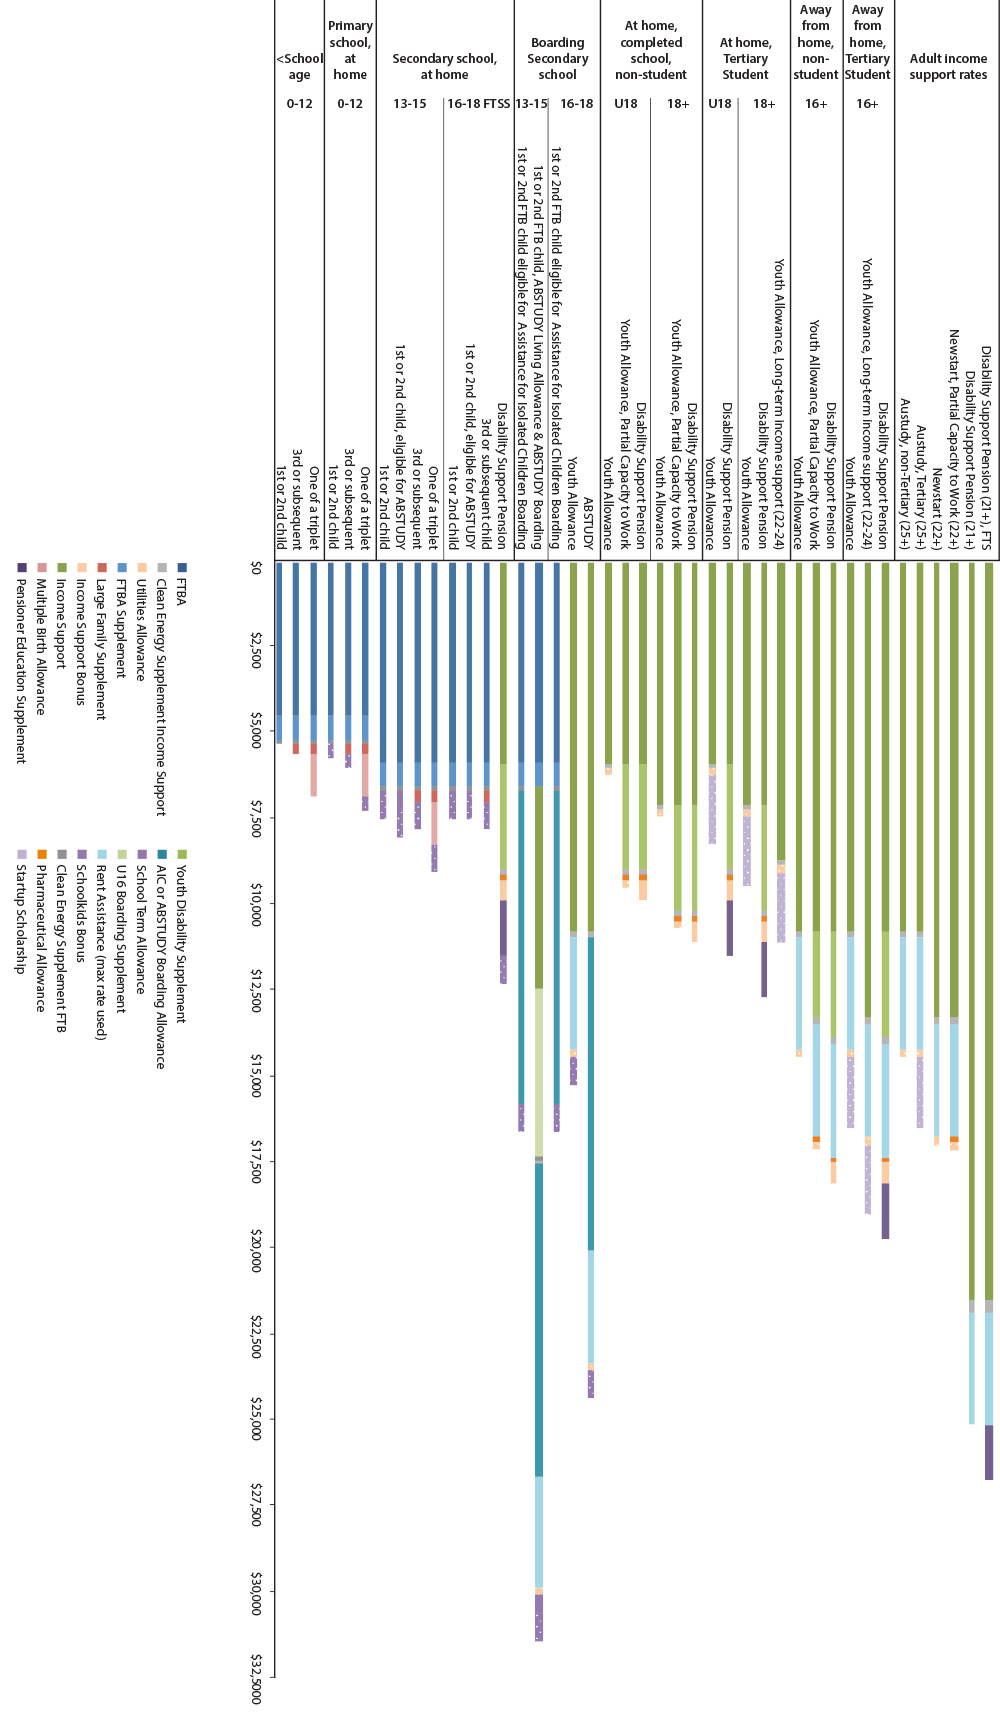 <School
age
Primary
school,
at
home
Secondary school,
at home
Boarding
Secondary
school
At home,
completed
school,
non-student
At home,
Tertiary
Student
Away
from
home,
non-
student
Away
from
home,
Tertiary
Student
Adult income
support rates
0-12
0-12
13-15
16-18 FTSS
13-15
16-18
U18
18+
U18
18+
16+
16+
1st or 2nd child
3rd or subsequent
One of a triplet
1st or 2nd child
3rd or subsequent
One of a triplet
1st or 2nd child
1st or 2nd child, eligible for ABSTUDY
3rd or subsequent
One of a triplet
1st or 2nd child
1st or 2nd child, eligible for ABSTUDY
3rd or subsequent child
Disability Support Pension
1st or 2nd FTB child eligible for Assistance for Isolated Children Boarding
1st or 2nd FTB child, ABSTUDY Living Allowance & ABSTUDY Boarding
1st or 2nd FTB child eligible for Assistance for Isolated Children Boarding
Youth Allowance
ABSTUDY
Youth Allowance
Youth Allowance, Partial Capacity to Work
Disability Support Pension
Youth Allowance
Youth Allowance, Partial Capacity to Work
Disability Support Pension
Youth Allowance
Disability Support Pension
Youth Allowance
Disability Support Pension
Youth Allowance, Long-term Income support (22-24)
Youth Allowance
Youth Allowance, Partial Capacity to Work
Disability Support Pension
Youth Allowance
Youth Allowance, Long-term Income support (22-24)
Disability Support Pension
Austudy, non-Tertiary (25+)
Austudy, Tertiary (25+)
Newstart (22+)
Newstart, Partial Capacity to Work (22+)
Disability Support Pension (21+)
Disability Support Pension (21+), FTS
$0
$2,500
$5,000
$7,500
$10,000
$12,500
$15,000
$17,500
$20,000
$22,500
$25,000
$27,500
$30,000
$32,5000
FTBA
Clean Energy Supplement Income Support
Utilities Allowance
FTBA Supplement
Large Family Supplement
Income Support Bonus
Income Support
Multiple Birth Allowance
Pensioner Education Supplement
Youth Disability Supplement
AIC or ABSTUDY Boarding Allowance
School Term Allowance
U16 Boarding Supplement
Rent Assistance (max rate used)
Schoolkids Bonus
Clean Energy Supplement FTB
Pharmaceutical Allowance
Startup Scholarship